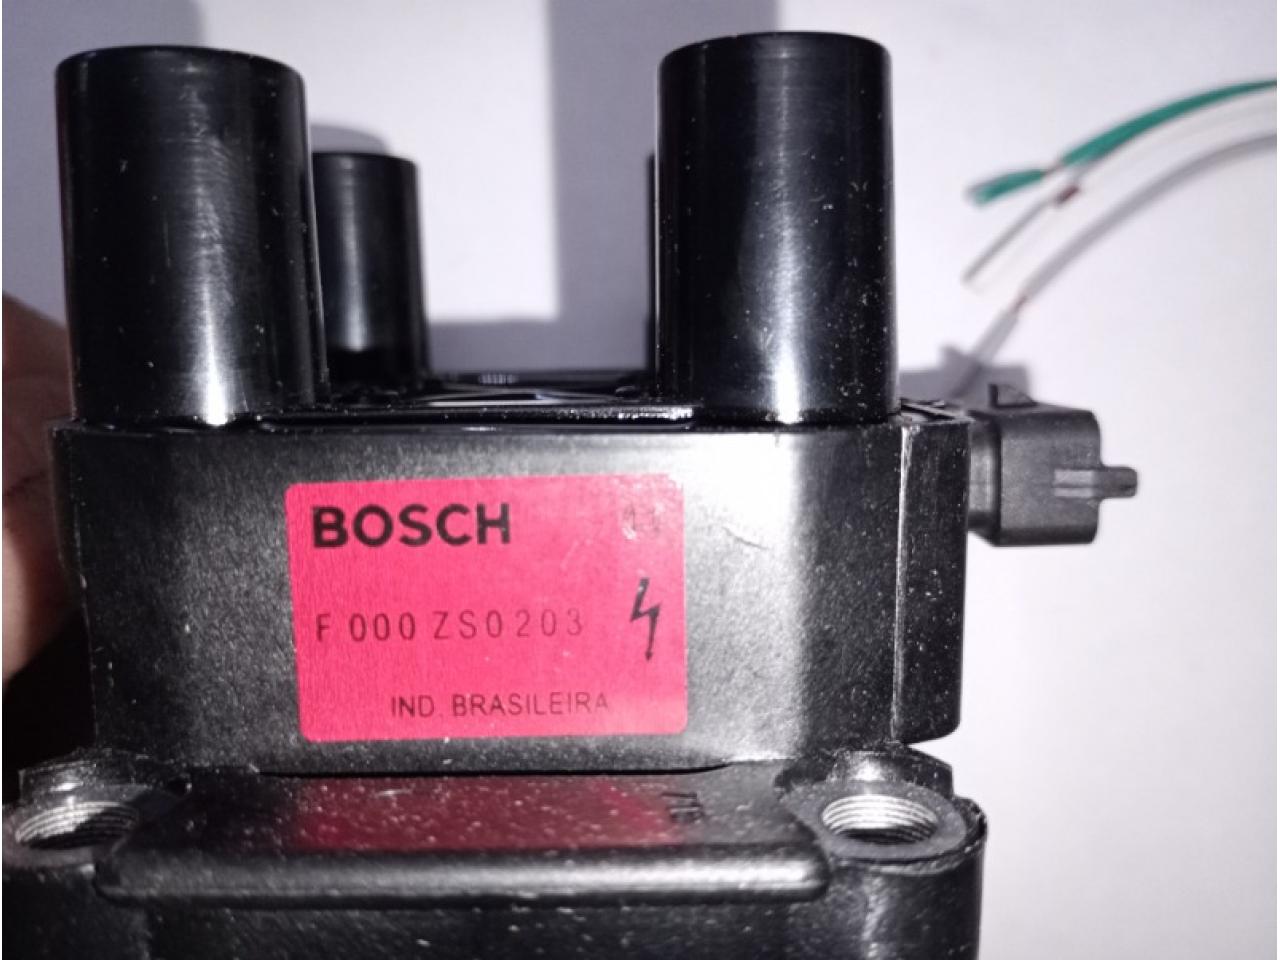 BOSCH
F 000 ZS0203
IND. BRASILEIRA